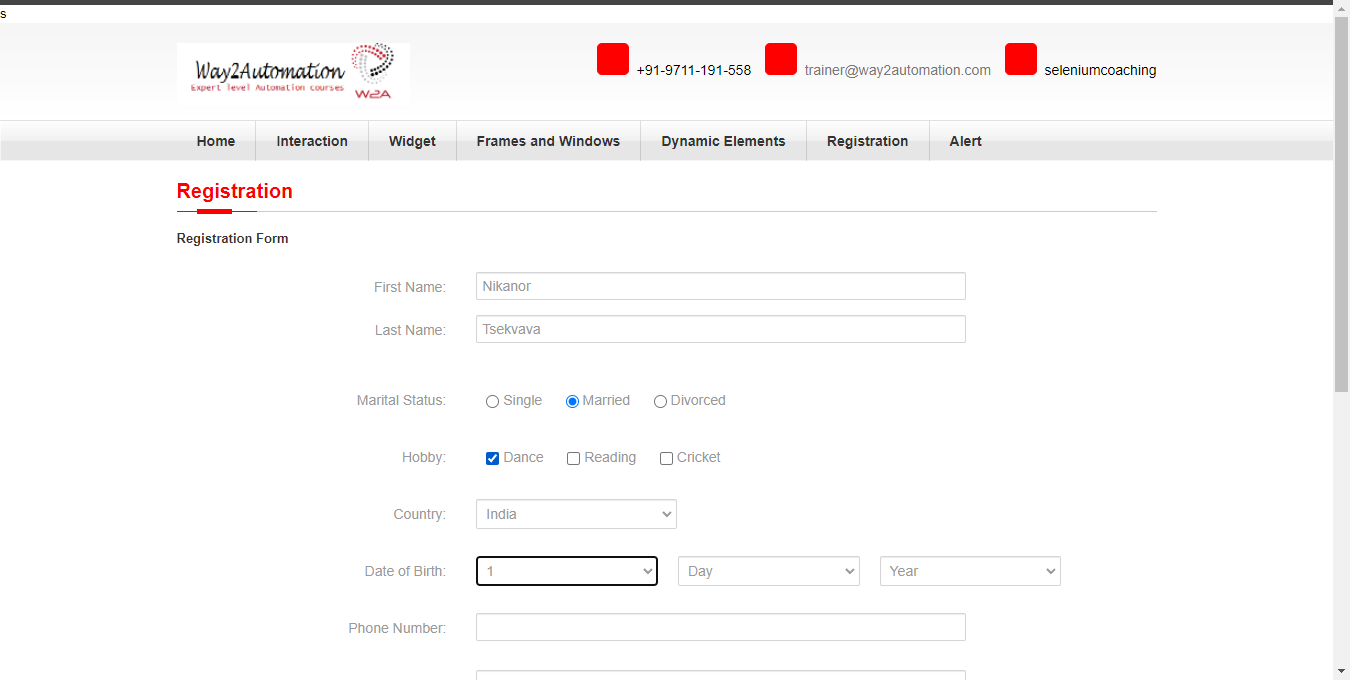 s
Way2Automation
Expert level Automation courses
W2A
+91-9711-191-558 trainer@way2automation.com seleniumcoaching
Home Interaction Widget Frames and Windows Dynamic Elements Registration Alert
Registration
Registration Form
First Name: Nikanor
Last Name: Tsekvava
Marital Status: Single Married Divorced
Hobby: Dance Reading Cricket
Country: India
Date of Birth: 1 Day Year
Phone Number: